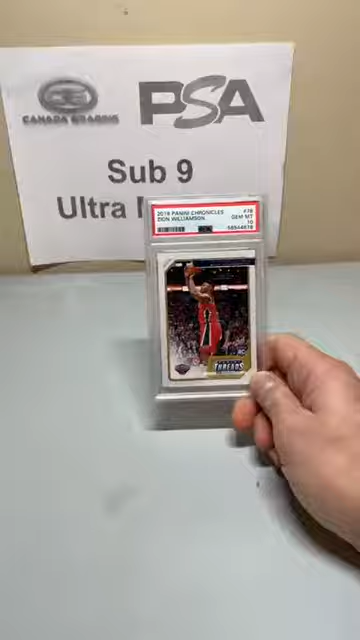 CANADA GRADING
PSA
Sub 9
Ultra
2019 PANINI CHRONICLES #78
ZION WILLIAMSON GEM MT
10
THREADS